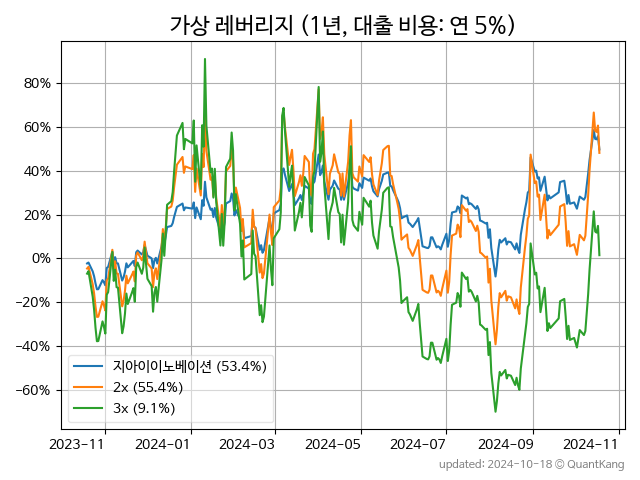 가상 레버리지 (1년, 대출 비용: 연 5%)
80%
60%
40%
20%
0%
−20%
−40%
−60%
지아이이노베이션 (53.4%)
2x (55.4%)
3x (9.1%)
2023-11 2024-01 2024-03 2024-05 2024-07 2024-09 2024-11
updated: 2024-10-18 © QuantKang